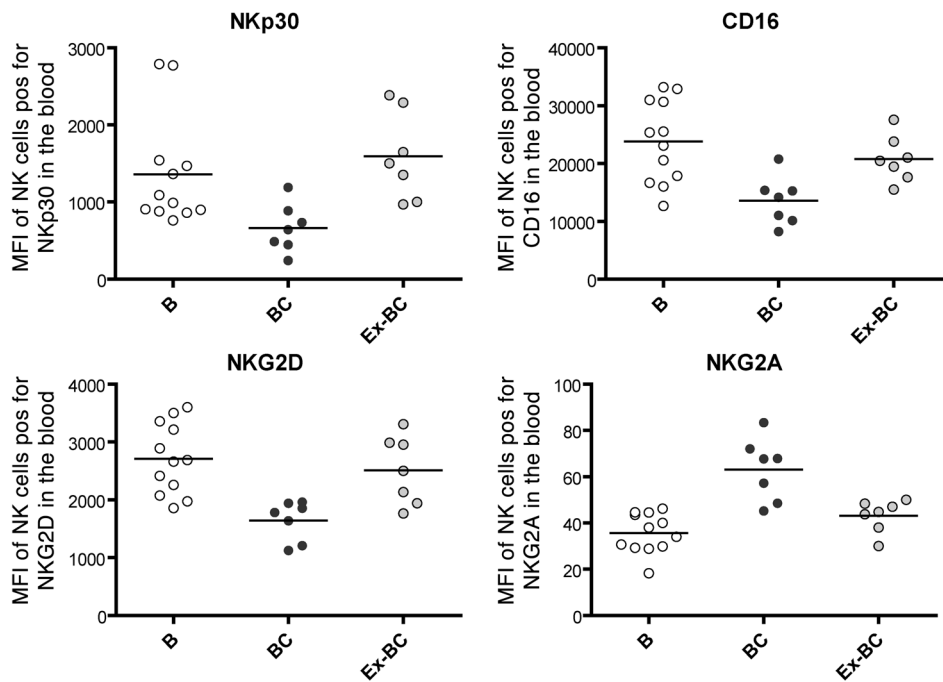 NKp30
MFI of NK cells pos for
NKp30 in the blood
3000
2000
1000
0
B
BC
Ex-BC
CD16
MFI of NK cells pos for
CD16 in the blood
40000
30000
20000
10000
0
B
BC
Ex-BC
NKG2D
MFI of NK cells pos for
NKG2D in the blood
4000
3000
2000
1000
0
B
BC
Ex-BC
NKG2A
MFI of NK cells pos for
NKG2A in the blood
100
80
60
40
20
0
B
BC
Ex-BC